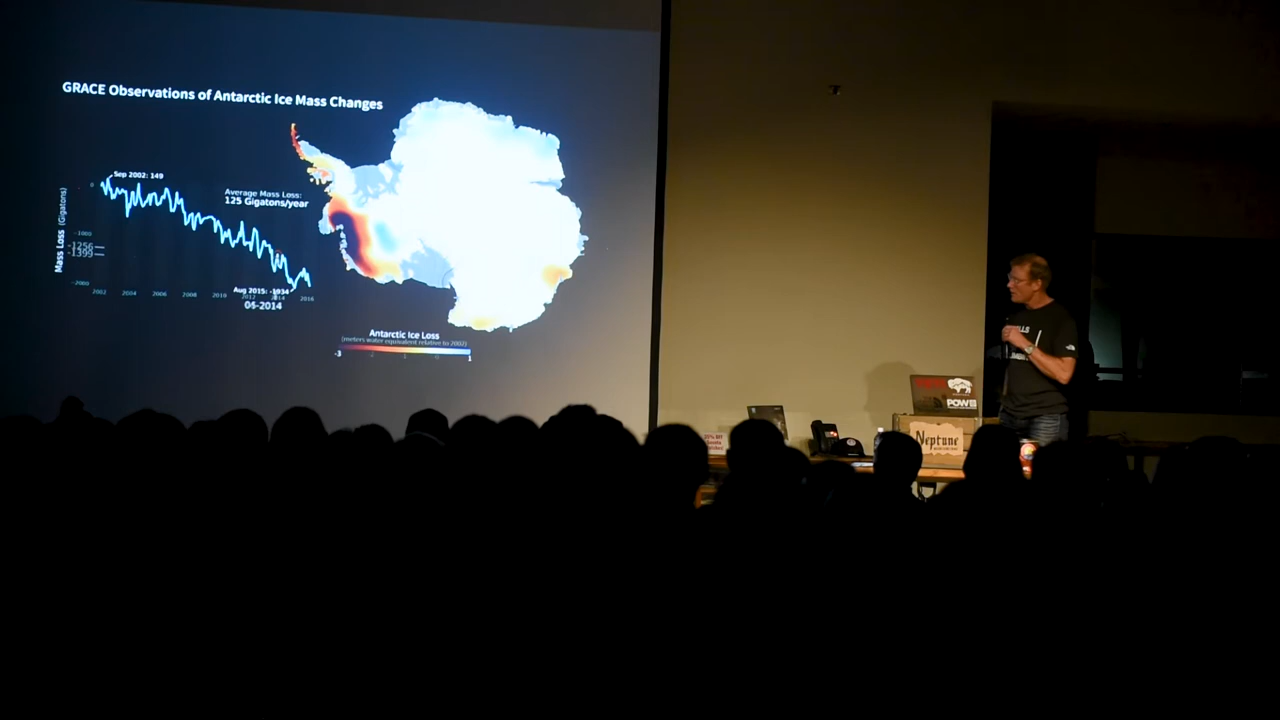 GRACE Observations of Antarctic Ice Mass Changes
Sep 2002: 149
Average Mass Loss:
125 Gigatons/year
Mass Loss (Gigatons)
0
-1000
-1256
-1399
-2000
Aug 2015: -1934
2002 2004 2006 2008 2010 2012 2014 2016
04-2014
Antarctic Ice Loss
(meters water equivalent relative to 2002)
-3
1
POW
Neptune